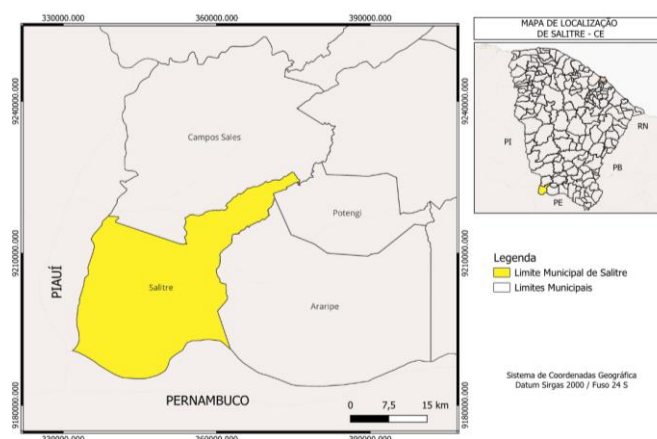 330000.000
360000.000
390000.000
9240000.000
9210000.000
9180000.000
Campos Sales
Potengi
Salitre
Araripe
PIAUÍ
PERNAMBUCO
0 7,5 15 km
330000.000
360000.000
390000.000
9240000.000
9210000.000
9180000.000
MAPA DE LOCALIZAÇÃO
DE SALITRE - CE
PI
RN
PB
PE
Legenda
Limite Municipal de Salitre
Limites Municipais
Sistema de Coordenadas Geográfica
Datum Sirgas 2000 / Fuso 24 S